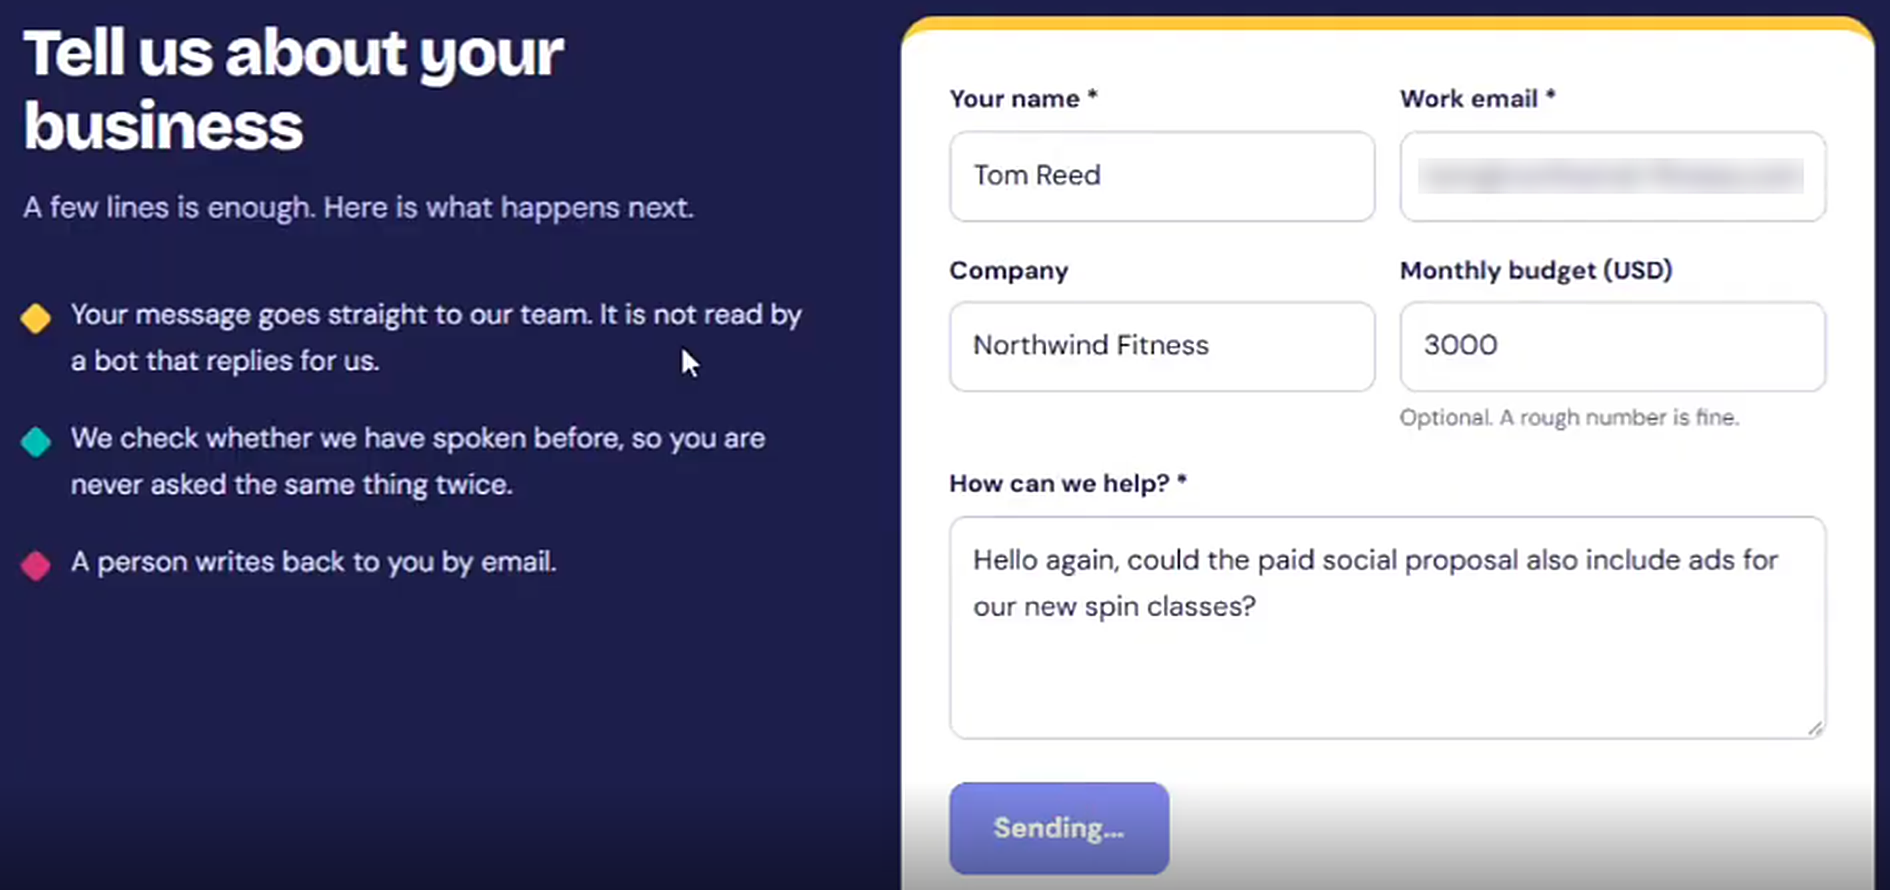 Tell us about your
business
A few lines is enough. Here is what happens next.
Your message goes straight to our team. It is not read by
a bot that replies for us.
We check whether we have spoken before, so you are
never asked the same thing twice.
A person writes back to you by email.
Your name *
Work email *
Tom Reed
Company
Monthly budget (USD)
Northwind Fitness
3000
Optional. A rough number is fine.
How can we help? *
Hello again, could the paid social proposal also include ads for
our new spin classes?
Sending...